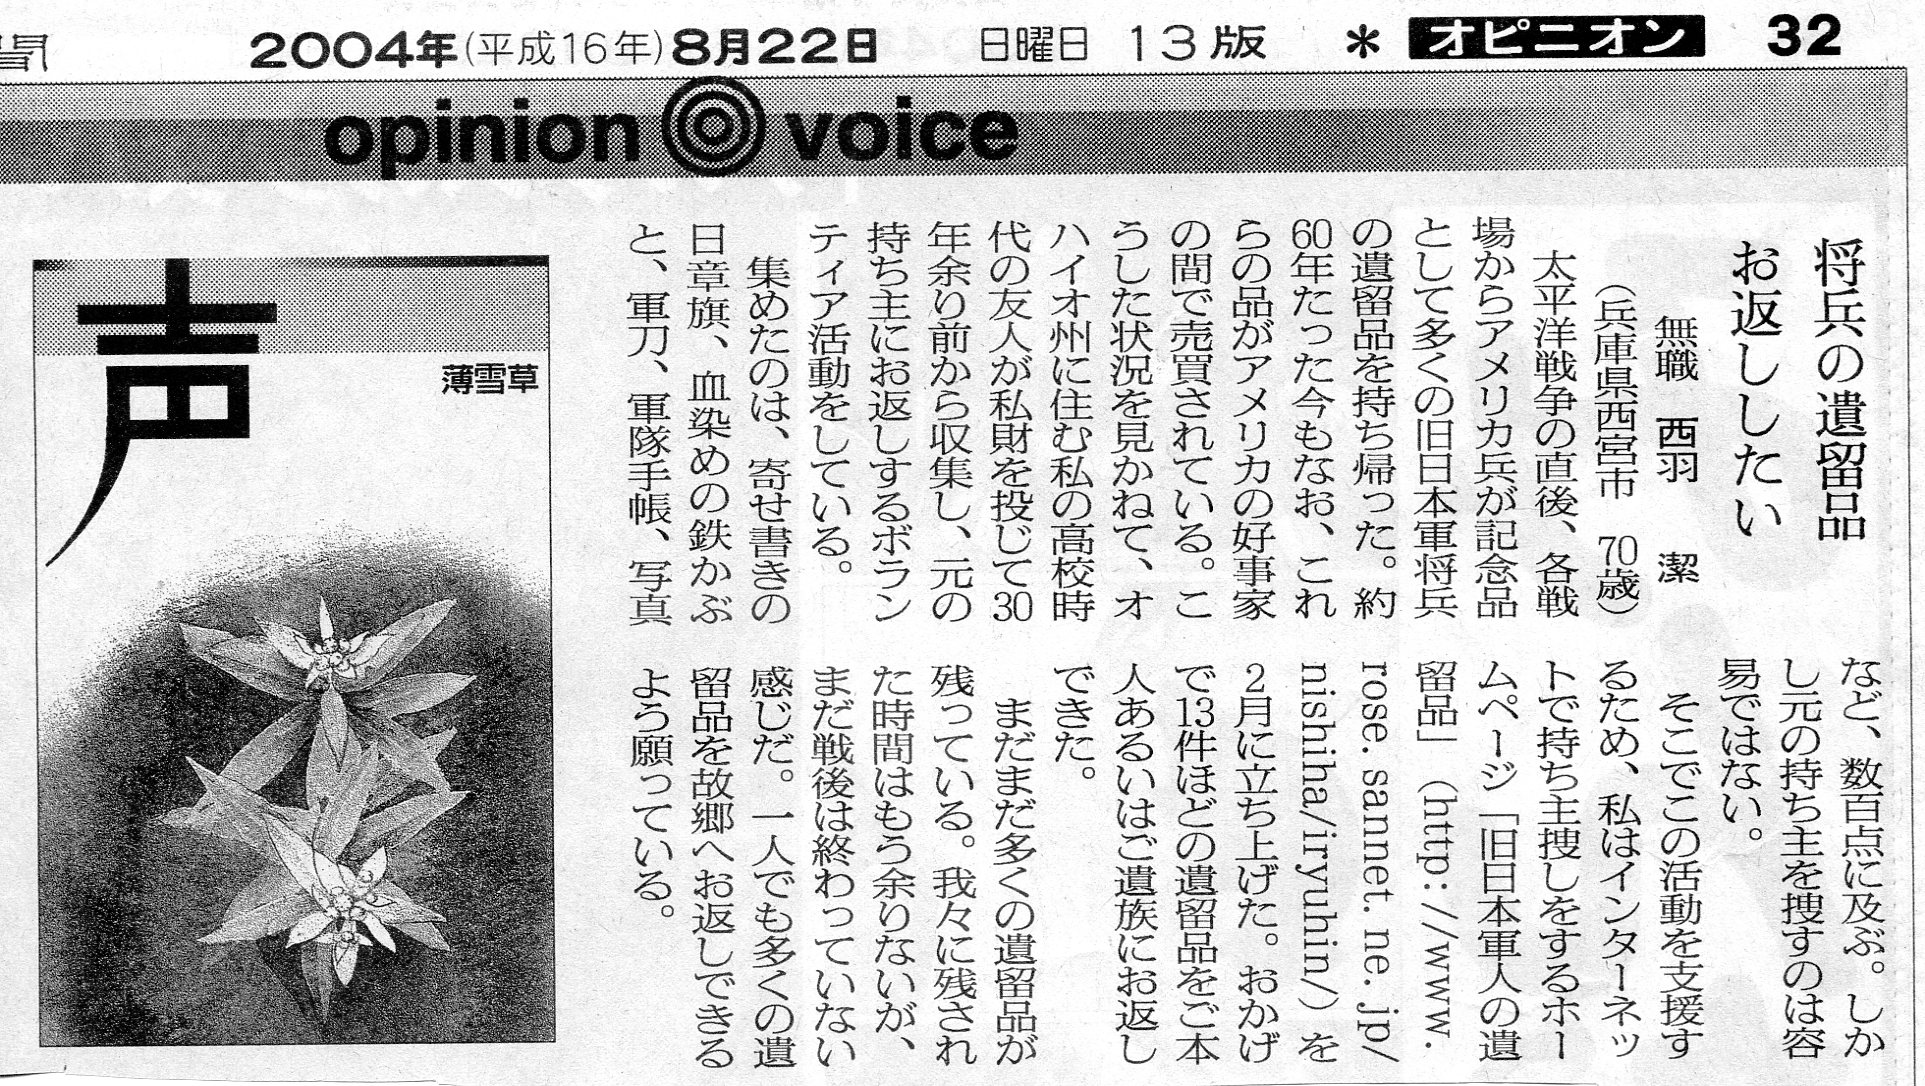 2004年(平成16年)8月22日 日曜日 13版 * オピニオン 32
opinion voice
将兵の遺留品
お返ししたい
無職 西羽 潔
(兵庫県西宮市 70歳)
太平洋戦争の直後、各戦
場からアメリカ兵が記念品
として多くの旧日本軍将兵
の遺留品を持ち帰った。約
60年たった今もなお、これ
らの品がアメリカの好事家
の間で売買されている。こ
うした状況を見かねて、オ
ハイオ州に住む私の高校時
代の友人が私財を投じて30
年余り前から収集し、元の
持ち主にお返しするボラン
ティア活動をしている。
集めたのは、寄せ書きの
日章旗、血染めの鉄かぶ
と、軍刀、軍隊手帳、写真
など、数百点に及ぶ。しか
し元の持ち主を捜すのは容
易ではない。
そこでこの活動を支援す
るため、私はインターネッ
トで持ち主捜しをするホー
ムページ「旧日本軍人の遺
留品」(http://www.
rose.sannet.ne.jp/
nishiha/iryuhin/)を
2月に立ち上げた。おかげ
で13件ほどの遺留品をご本
人あるいはご遺族にお返し
できた。
まだまだ多くの遺留品が
残っている。我々に残され
た時間はもう余りないが、
まだ戦後は終わっていない
感じだ。一人でも多くの遺
留品を故郷へお返しできる
よう願っている。
声
薄雪草